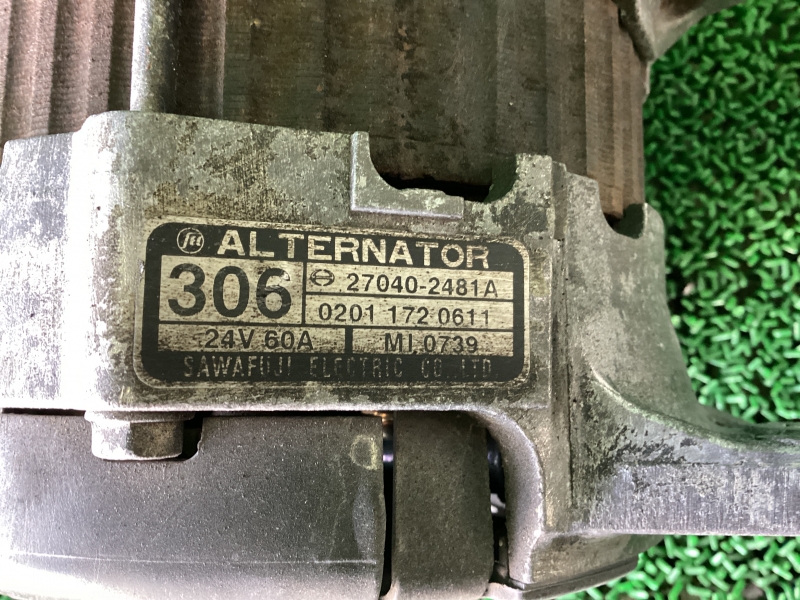 ALTERNATOR
306
27040-2481A
0201 172 0611
24V 60A
MI 0739
SAWAFUJI ELECTRIC CO. LTD